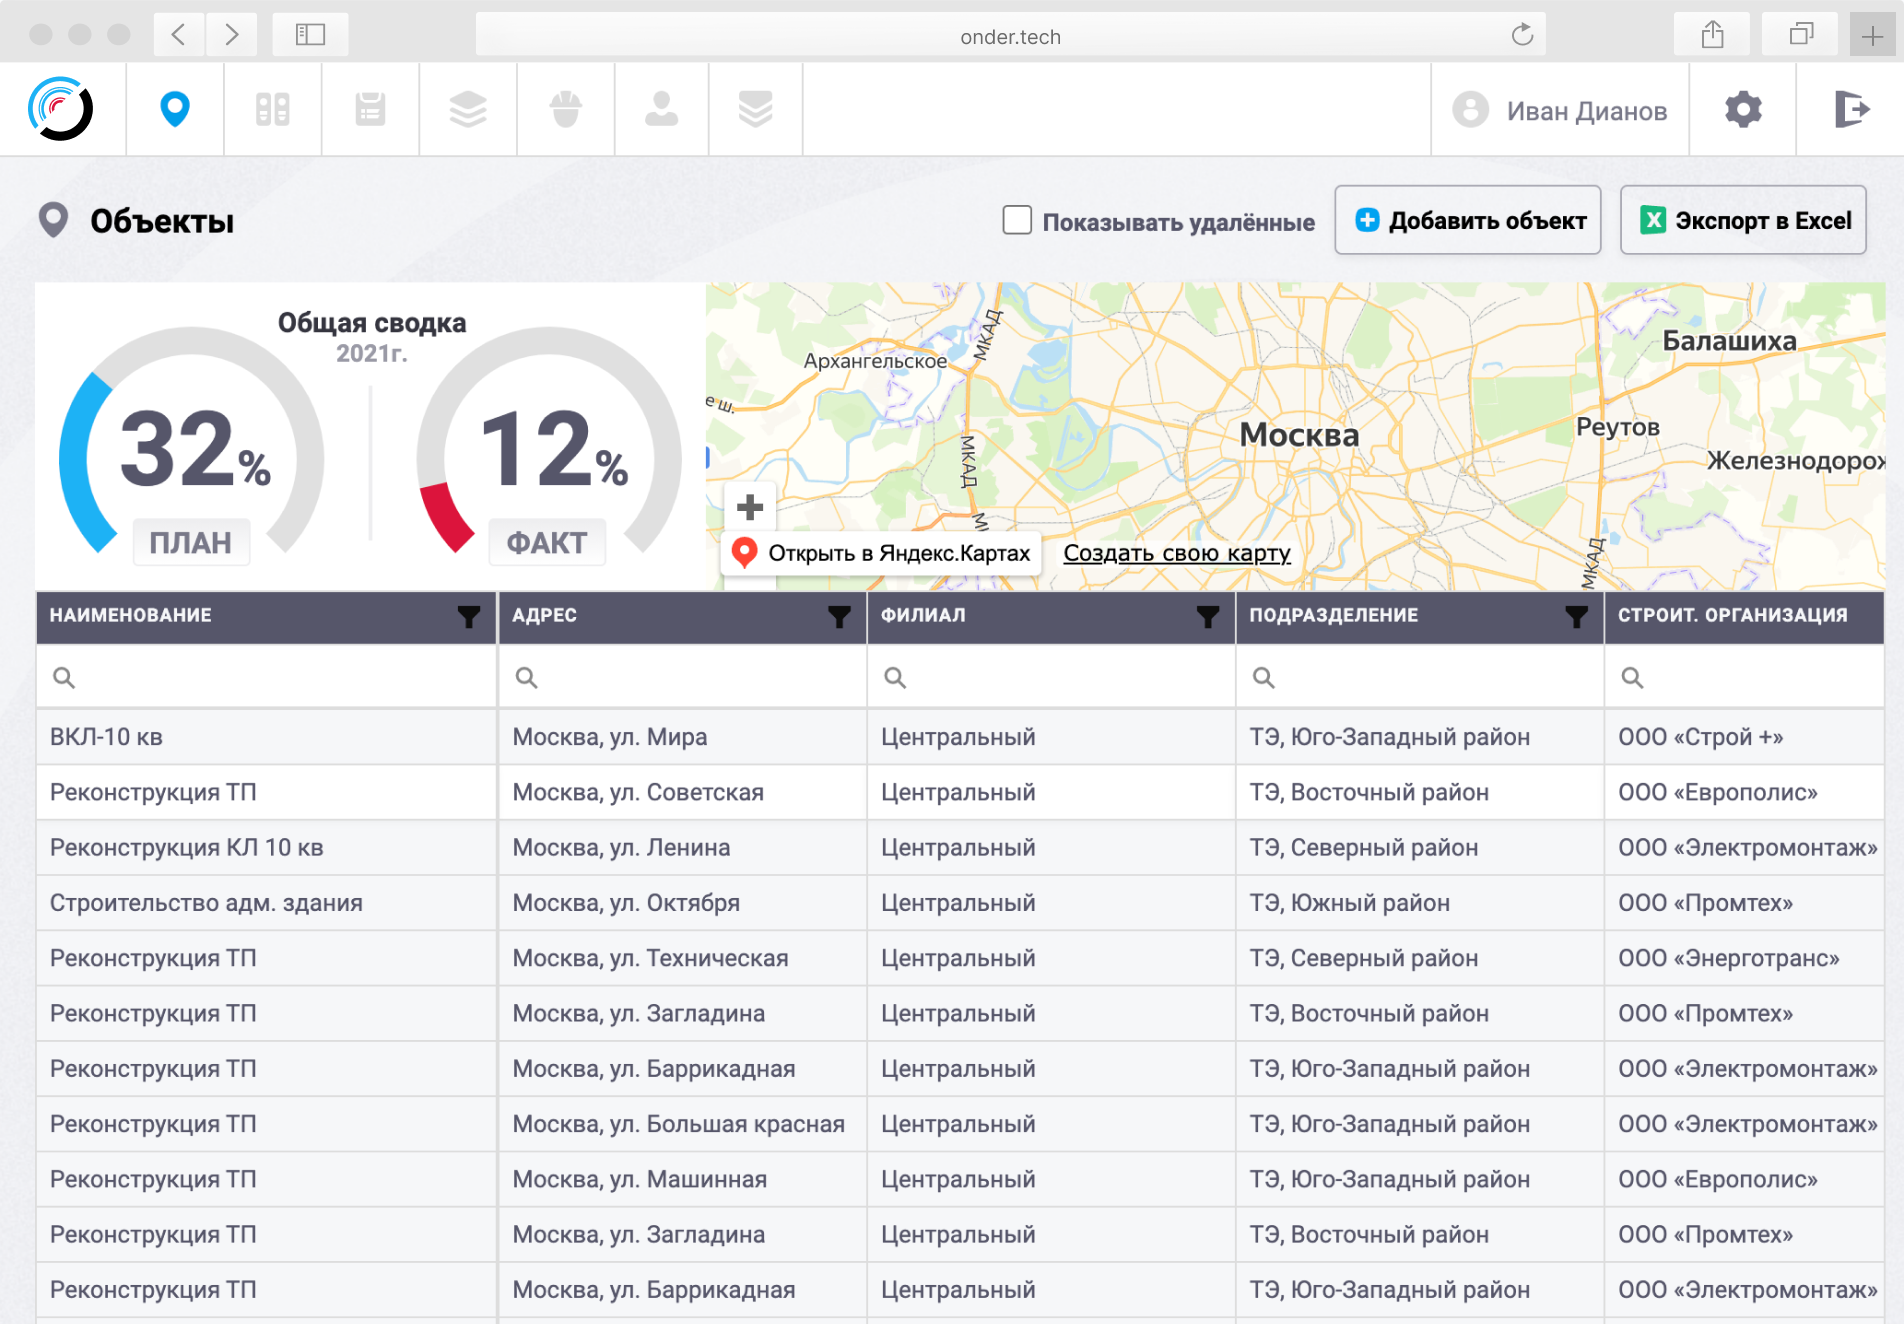 onder.tech
Иван Дианов
Объекты
Показывать удалённые
Добавить объект
Экспорт в Excel
Общая сводка
2021г.
32%
ПЛАН
12%
ФАКТ
Архангельское
МКАД
Балашиха
е ш.
Москва
Реутов
МКАД
Железнодорож
МК
МКАД
Открыть в Яндекс.Картах
Создать свою карту
НАИМЕНОВАНИЕ АДРЕС ФИЛИАЛ ПОДРАЗДЕЛЕНИЕ СТРОИТ. ОРГАНИЗАЦИЯ
ВКЛ-10 кв Москва, ул. Мира Центральный ТЭ, Юго-Западный район ООО «Строй +»
Реконструкция ТП Москва, ул. Советская Центральный ТЭ, Восточный район ООО «Европолис»
Реконструкция КЛ 10 кв Москва, ул. Ленина Центральный ТЭ, Северный район ООО «Электромонтаж»
Строительство адм. здания Москва, ул. Октября Центральный ТЭ, Южный район ООО «Промтех»
Реконструкция ТП Москва, ул. Техническая Центральный ТЭ, Северный район ООО «Энерготранс»
Реконструкция ТП Москва, ул. Загладина Центральный ТЭ, Восточный район ООО «Промтех»
Реконструкция ТП Москва, ул. Баррикадная Центральный ТЭ, Юго-Западный район ООО «Электромонтаж»
Реконструкция ТП Москва, ул. Большая красная Центральный ТЭ, Юго-Западный район ООО «Электромонтаж»
Реконструкция ТП Москва, ул. Машинная Центральный ТЭ, Юго-Западный район ООО «Европолис»
Реконструкция ТП Москва, ул. Загладина Центральный ТЭ, Восточный район ООО «Промтех»
Реконструкция ТП Москва, ул. Баррикадная Центральный ТЭ, Юго-Западный район ООО «Электромонтаж»